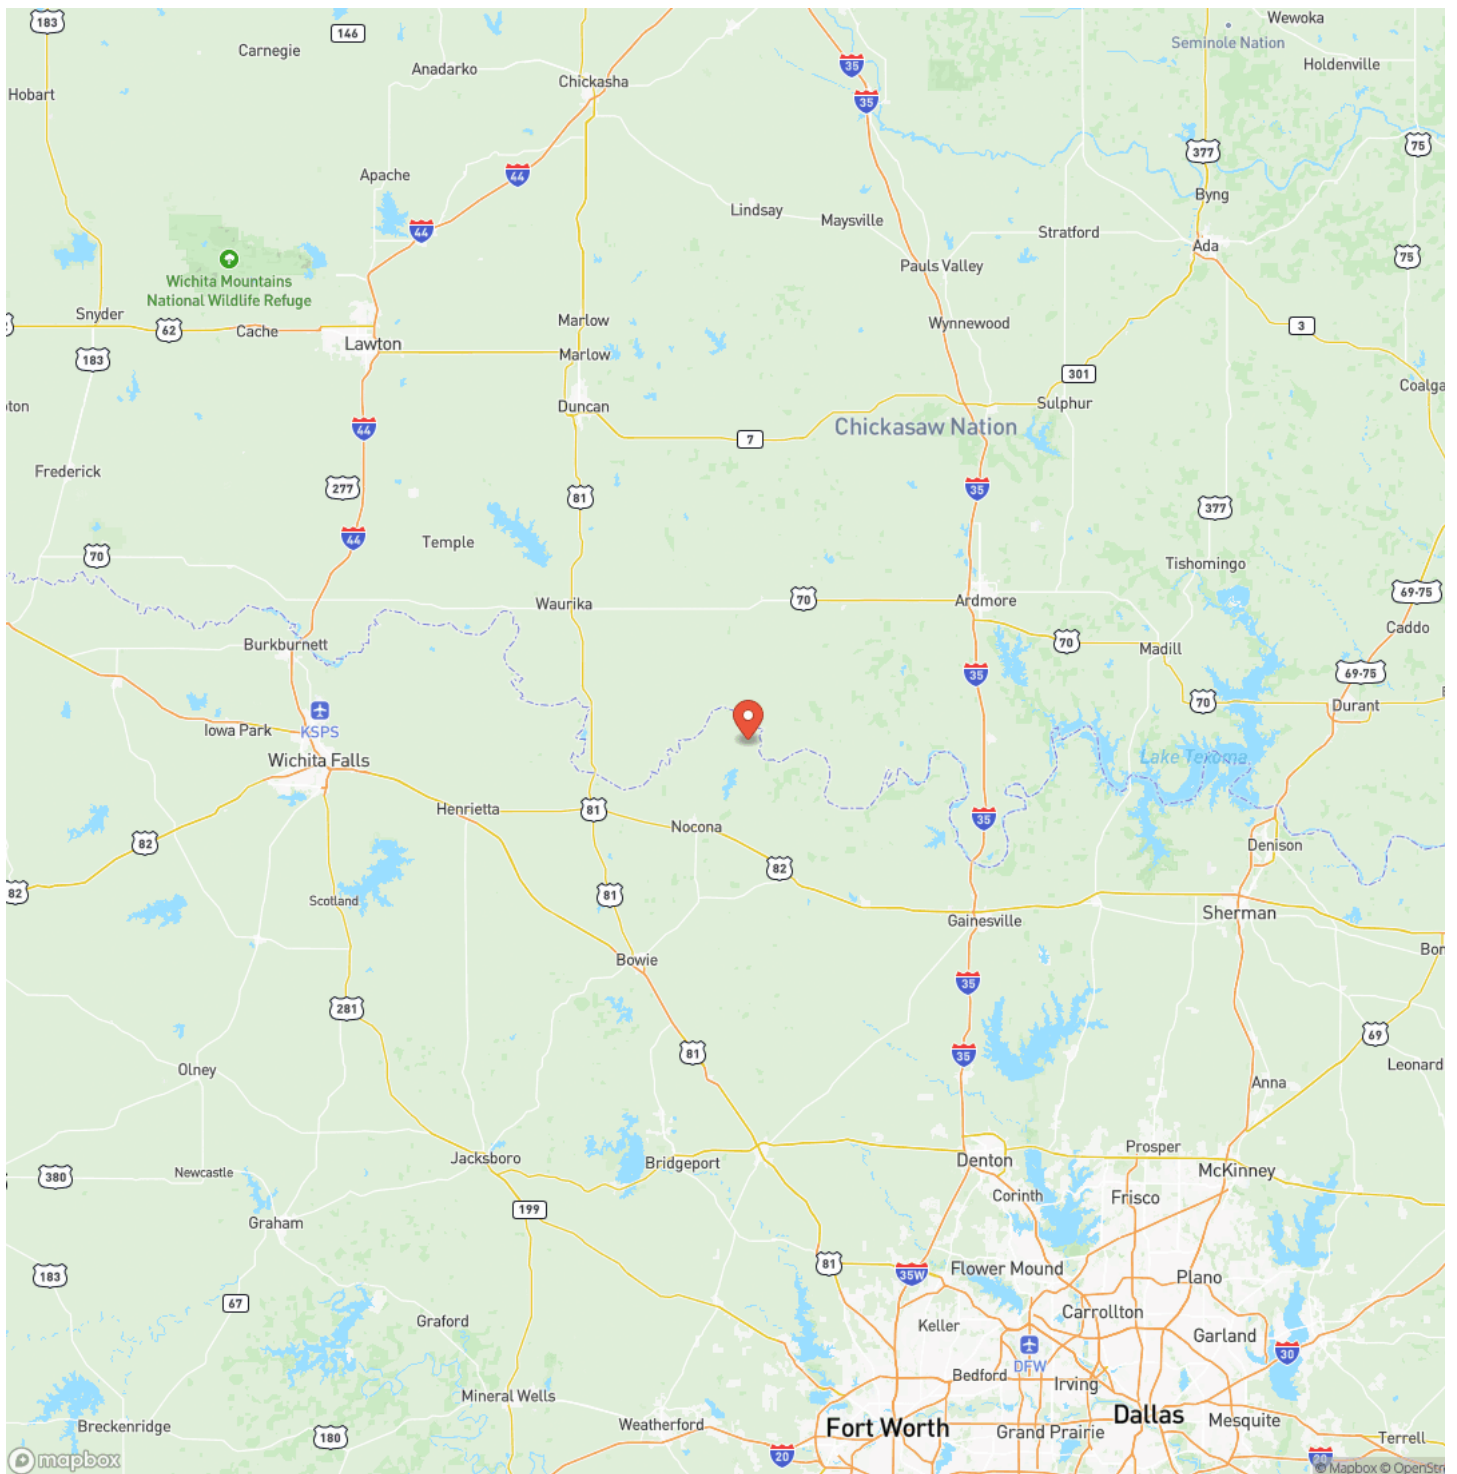 183
146
Carnegie
Anadarko
Chickasha
35
35
Wewoka
Seminole Nation
Holdenville
Hobart
44
377
75
Apache
Byng
44
Lindsay
Maysville
Stratford
Ada
75
Pauls Valley
Wichita Mountains
National Wildlife Refuge
Snyder
62
Cache
Marlow
Wynnewood
3
Lawton
Marlow
183
301
Coalga
Sulphur
Duncan
pton
44
7
Chickasaw Nation
Frederick
277
81
35
377
44
Temple
70
Tishomingo
69-75
Waurika
70
Ardmore
Caddo
Burkburnett
70
Madill
35
69-75
70
Durant
Iowa Park
KSPS
Wichita Falls
Lake Texoma
Henrietta
81
Nocona
35
82
82
Denison
82
81
Scotland
Gainesville
Sherman
Bowie
Bon
35
281
69
81
35
Olney
Leonard
Anna
Jacksboro
Bridgeport
Denton
Prosper
McKinney
380
Newcastle
Corinth
Frisco
199
Graham
183
81
35W
Flower Mound
Plano
67
Graford
Keller
Carrollton
Garland
DFW
30
Bedford
Irving
Mineral Wells
Breckenridge
Weatherford
Fort Worth
Dallas
Mesquite
Grand Prairie
180
Terrell
20
20
mapbox
© Mapbox © OpenStre